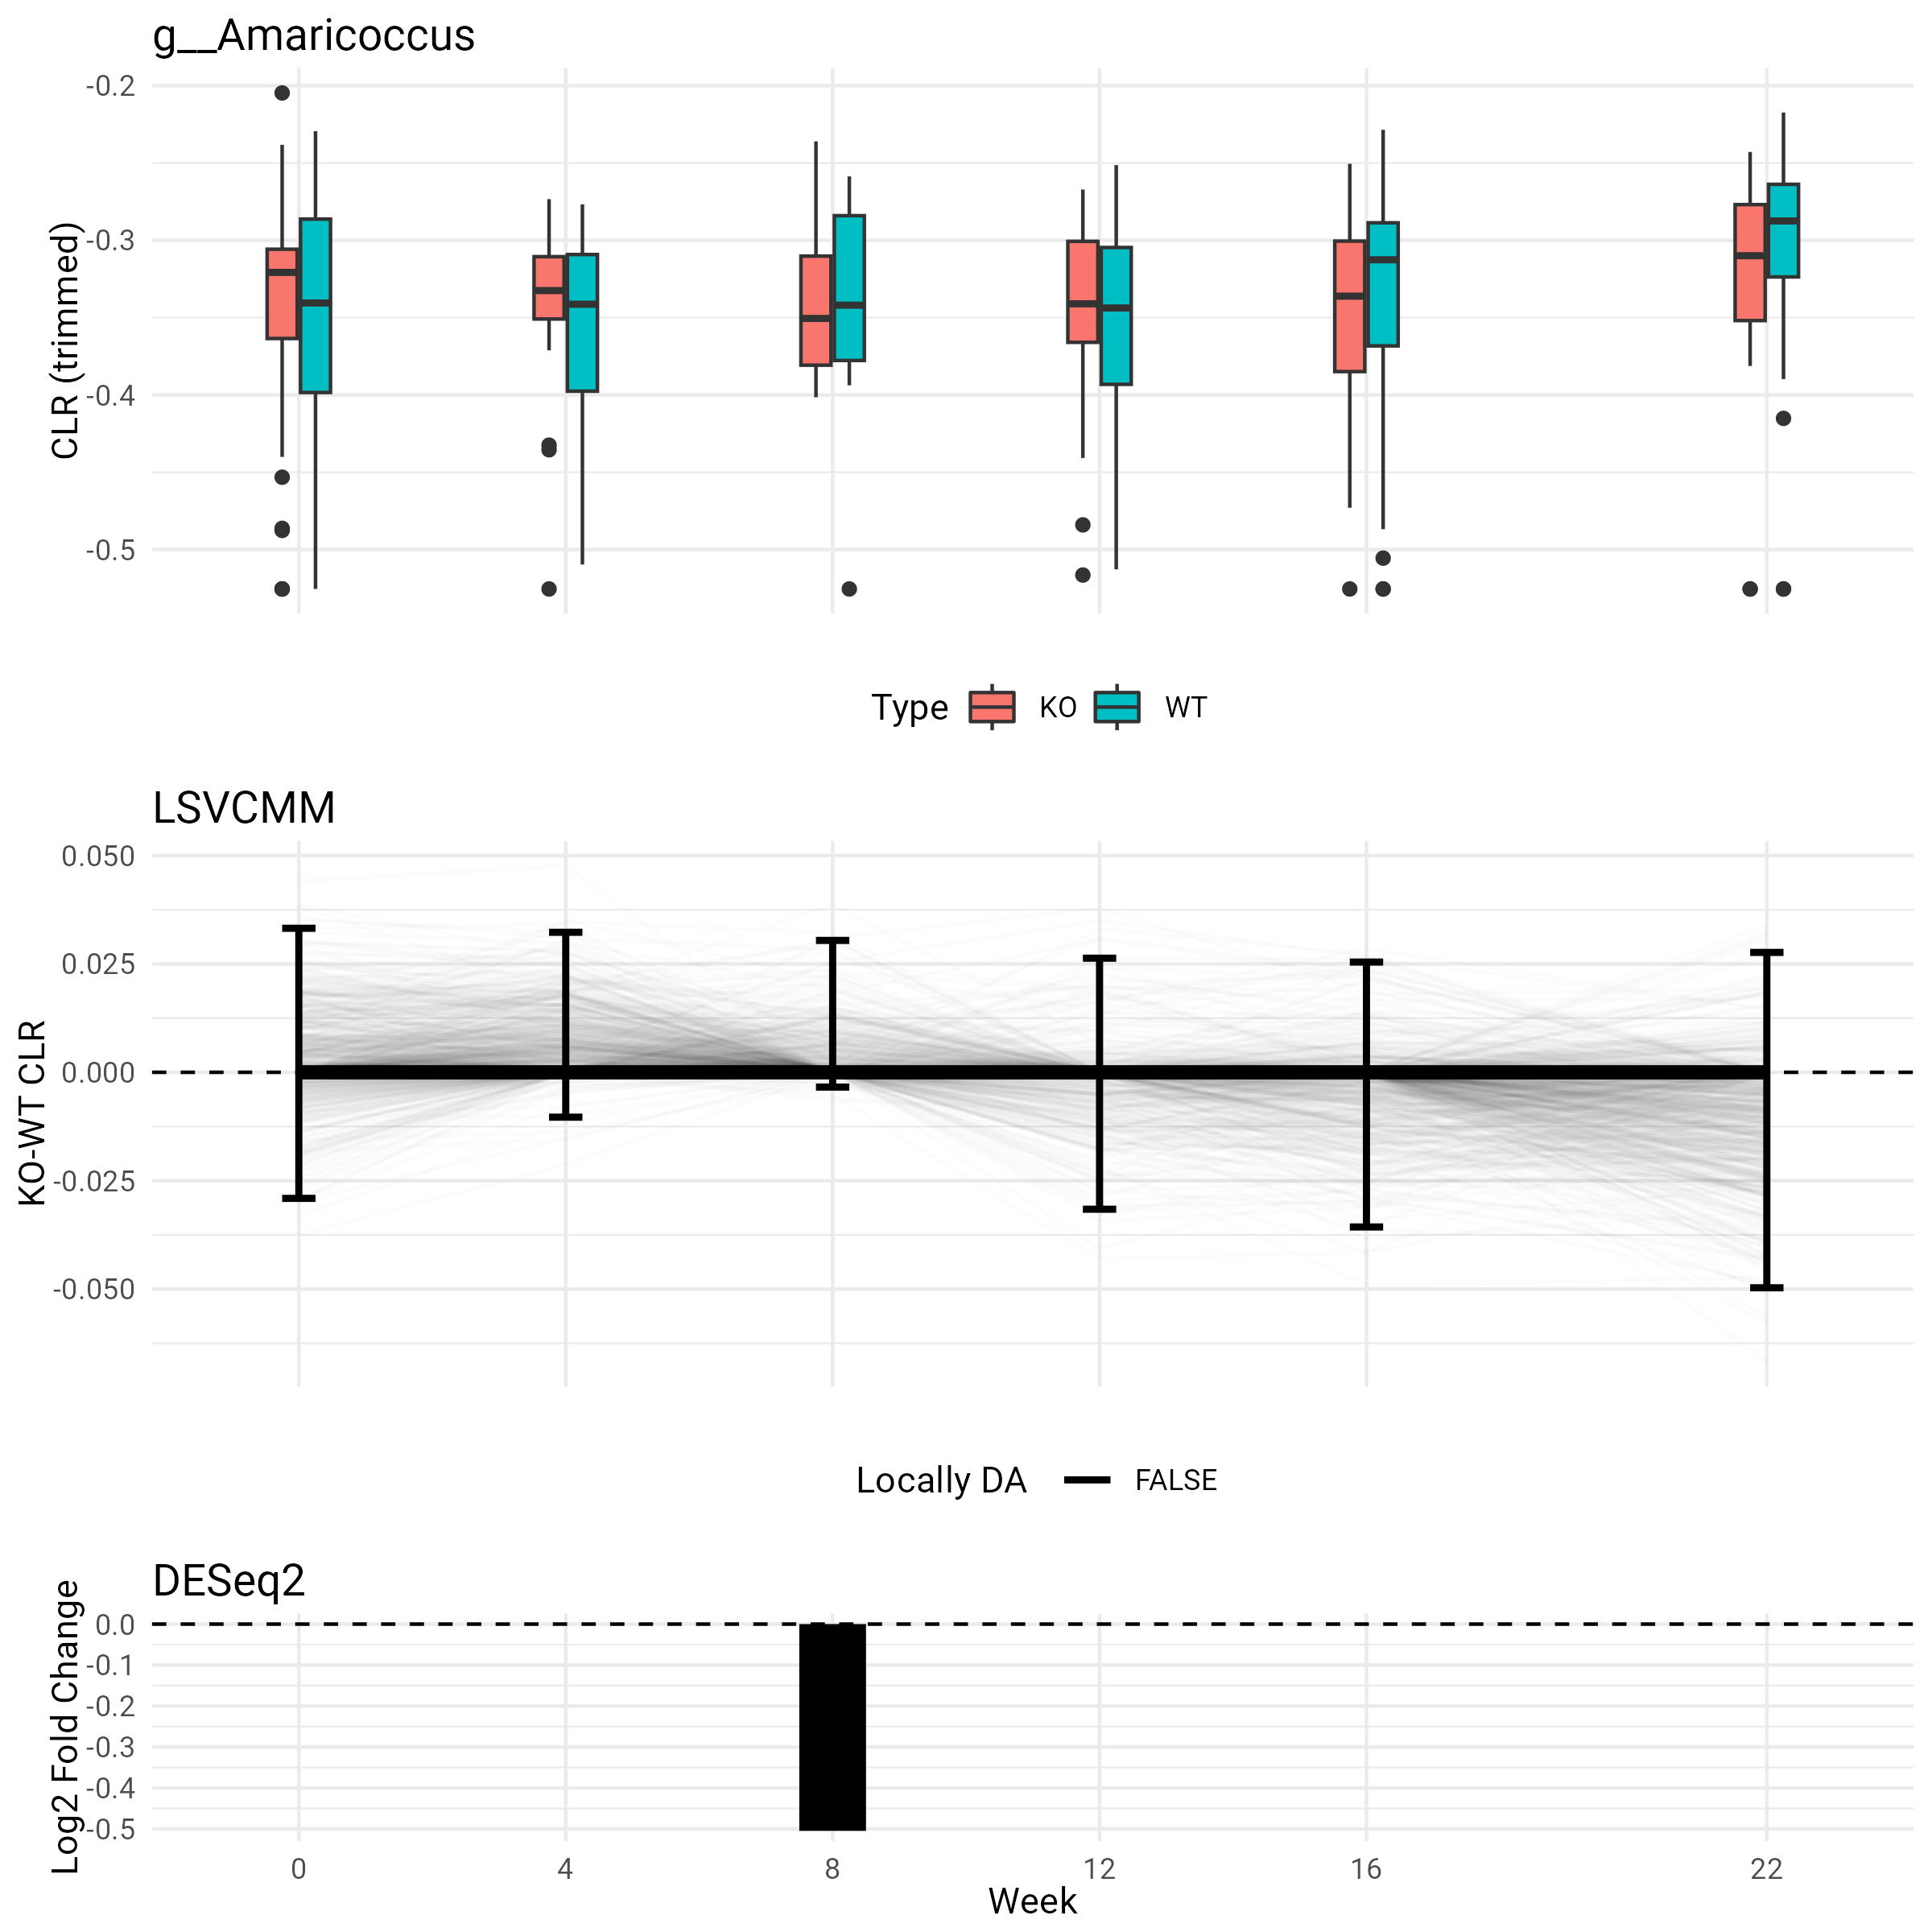 g__Amaricoccus
CLR (trimmed)
-0.2
-0.3
-0.4
-0.5
Type KO WT
LSVCMM
KO-WT CLR
0.050
0.025
0.000
-0.025
-0.050
Locally DA FALSE
DESeq2
Log2 Fold Change
0.0
-0.1
-0.2
-0.3
-0.4
-0.5
0 4 8 12 16 22
Week